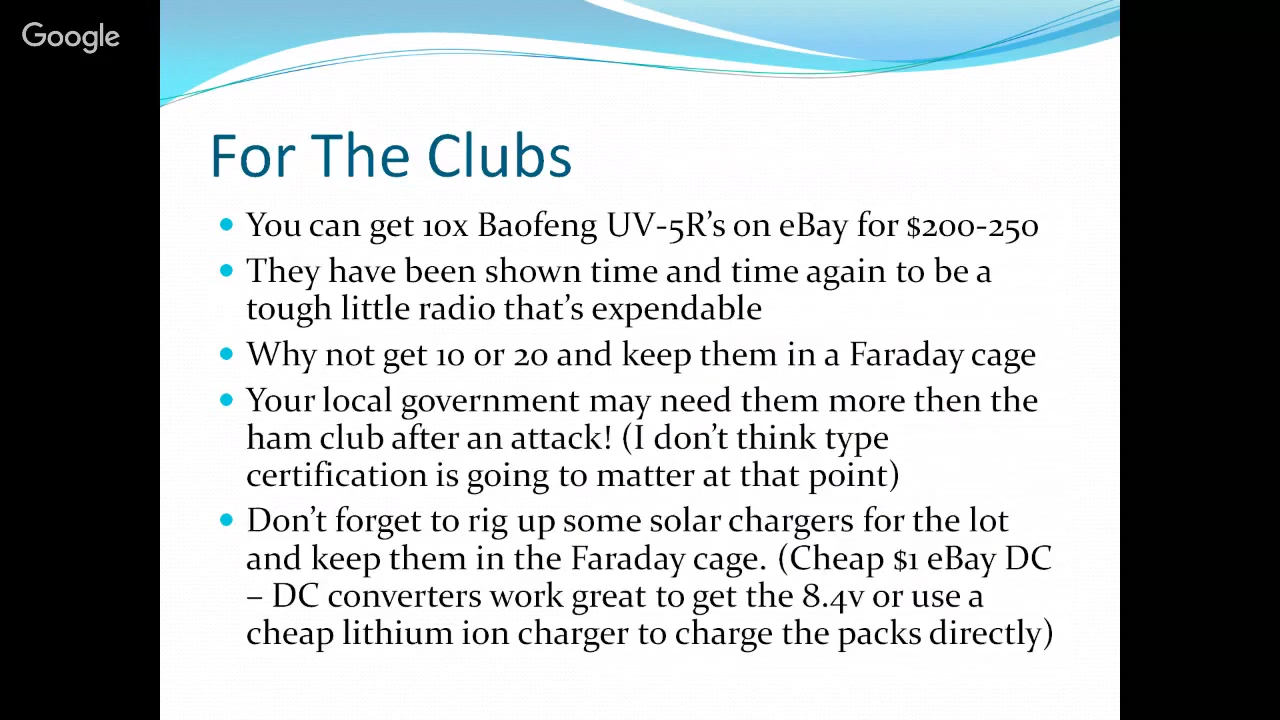 Google
For The Clubs
• You can get 10x Baofeng UV-5R’s on eBay for $200-250
• They have been shown time and time again to be a
tough little radio that’s expendable
• Why not get 10 or 20 and keep them in a Faraday cage
• Your local government may need them more then the
ham club after an attack! (I don’t think type
certification is going to matter at that point)
• Don’t forget to rig up some solar chargers for the lot
and keep them in the Faraday cage. (Cheap $1 eBay DC
– DC converters work great to get the 8.4v or use a
cheap lithium ion charger to charge the packs directly)